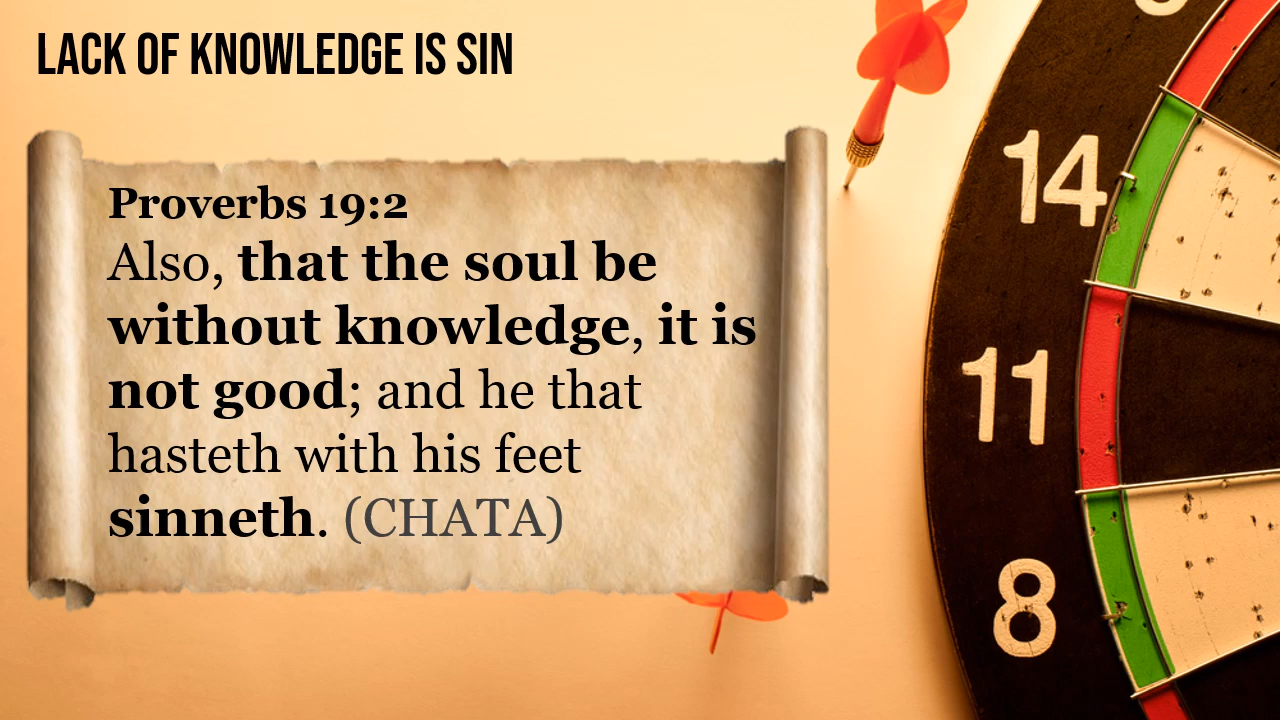 LACK OF KNOWLEDGE IS SIN
Proverbs 19:2
Also, that the soul be
without knowledge, it is
not good; and he that
hasteth with his feet
sinneth. (CHATA)
14
11
8